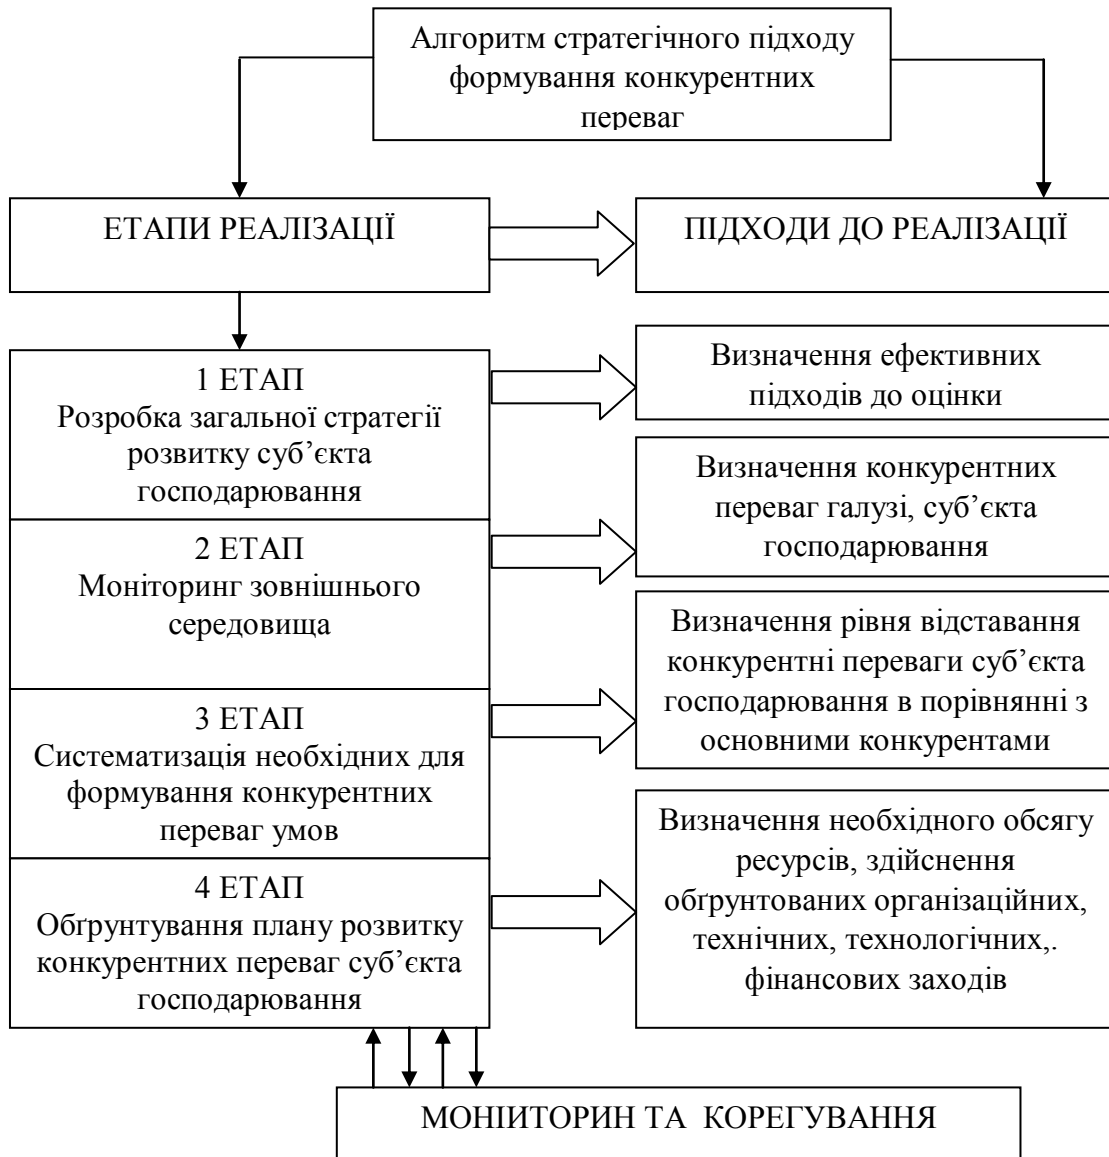 Алгоритм стратегічного підходу
формування конкурентних
переваг
ЕТАПИ РЕАЛІЗАЦІЇ
ПІДХОДИ ДО РЕАЛІЗАЦІЇ
1 ЕТАП
Розробка загальної стратегії
розвитку суб’єкта
господарювання
Визначення ефективних
підходів до оцінки
2 ЕТАП
Моніторинг зовнішнього
середовища
Визначення конкурентних
переваг галузі, суб’єкта
господарювання
3 ЕТАП
Систематизація необхідних для
формування конкурентних
переваг умов
Визначення рівня відставання
конкурентні переваги суб’єкта
господарювання в порівнянні з
основними конкурентами
4 ЕТАП
Обґрунтування плану розвитку
конкурентних переваг суб’єкта
господарювання
Визначення необхідного обсягу
ресурсів, здійснення
обґрунтованих організаційних,
технічних, технологічних,.
фінансових заходів
МОНІИТОРИН ТА КОРЕГУВАННЯ